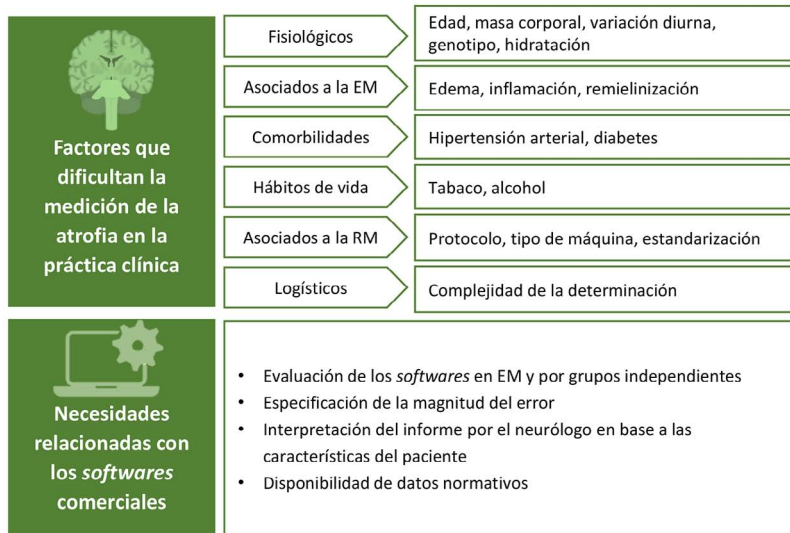 Factores que
dificultan la
medición de la
atrofia en la
práctica clínica
Fisiológicos
Edad, masa corporal, variación diurna,
genotipo, hidratación
Asociados a la EM
Edema, inflamación, remielinización
Comorbilidades
Hipertensión arterial, diabetes
Hábitos de vida
Tabaco, alcohol
Asociados a la RM
Protocolo, tipo de máquina, estandarización
Logísticos
Complejidad de la determinación
Necesidades
relacionadas con
los softwares
comerciales
• Evaluación de los softwares en EM y por grupos independientes
• Especificación de la magnitud del error
• Interpretación del informe por el neurólogo en base a las
características del paciente
• Disponibilidad de datos normativos